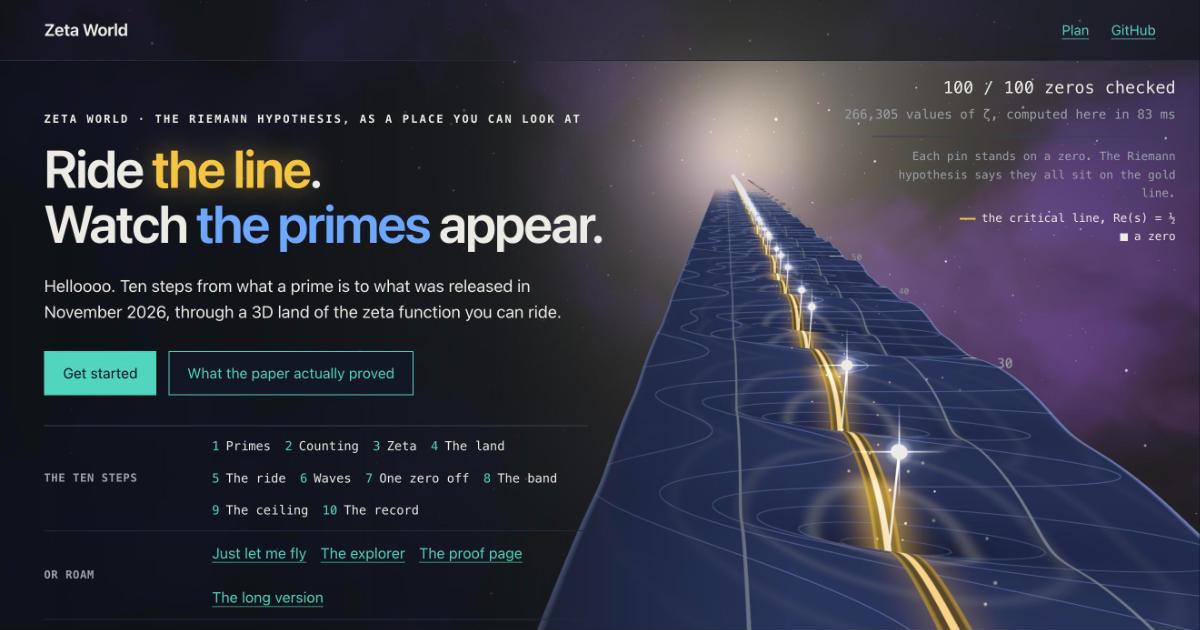 Zeta World
Plan GitHub
ZETA WORLD · THE RIEMANN HYPOTHESIS, AS A PLACE YOU CAN LOOK AT
Ride the line.
Watch the primes appear.
Helloooo. Ten steps from what a prime is to what was released in
November 2026, through a 3D land of the zeta function you can ride.
Get started
What the paper actually proved
THE TEN STEPS
1 Primes 2 Counting 3 Zeta 4 The land
5 The ride 6 Waves 7 One zero off 8 The band
9 The ceiling 10 The record
OR ROAM
Just let me fly The explorer The proof page
The long version
100 / 100 zeros checked
266,305 values of ζ, computed here in 83 ms
Each pin stands on a zero. The Riemann
hypothesis says they all sit on the gold
line.
the critical line, Re(s) = ½
a zero
50
40
30